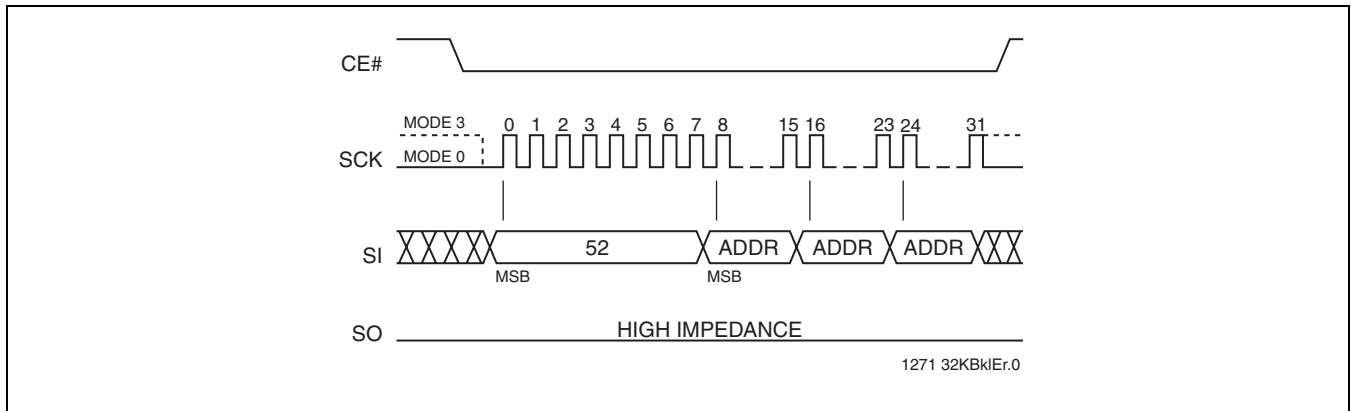 CE#
MODE 3
0 1 2 3 4 5 6 7 8 15 16 23 24 31
SCK
MODE 0
SI
52 ADDR ADDR ADDR
MSB MSB
SO
HIGH IMPEDANCE
1271 32KBklEr.0